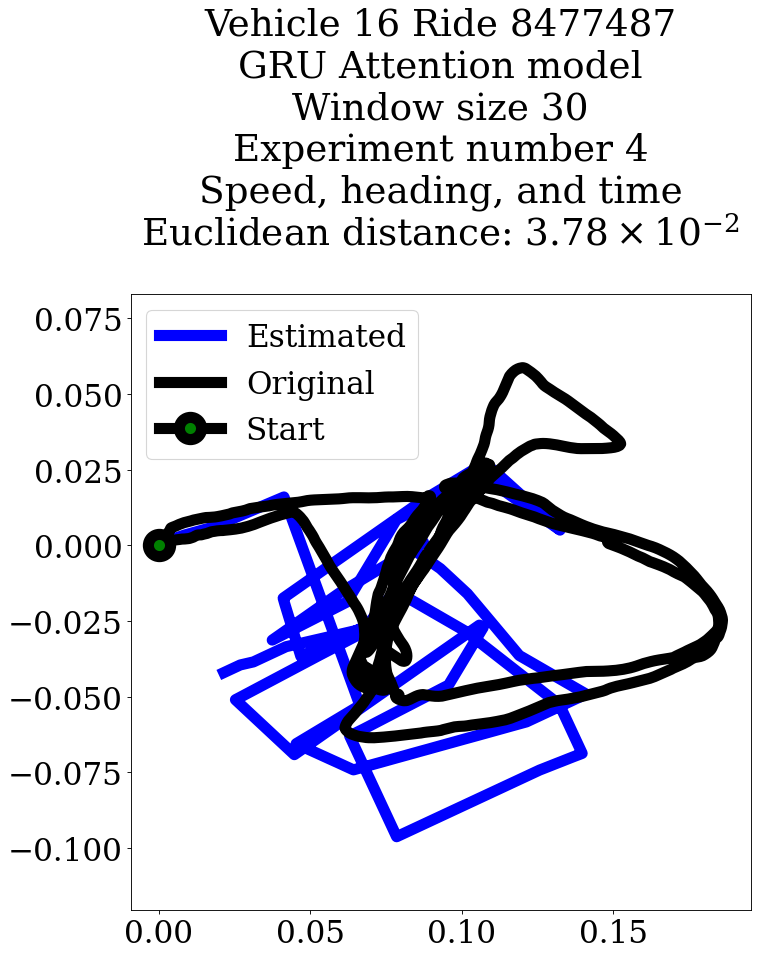 Vehicle 16 Ride 8477487
GRU Attention model
Window size 30
Experiment number 4
Speed, heading, and time
Euclidean distance: 3.78 × 10⁻²
Estimated
Original
Start
0.075
0.050
0.025
0.000
−0.025
−0.050
−0.075
−0.100
0.00 0.05 0.10 0.15